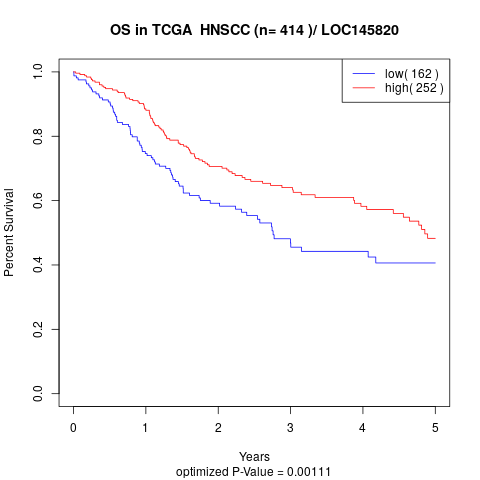 OS in TCGA  HNSCC (n= 414 )/ LOC145820
low( 162 )
high( 252 )
Percent Survival
1.0
0.8
0.6
0.4
0.2
0.0
0 1 2 3 4 5
Years
optimized P-Value = 0.00111